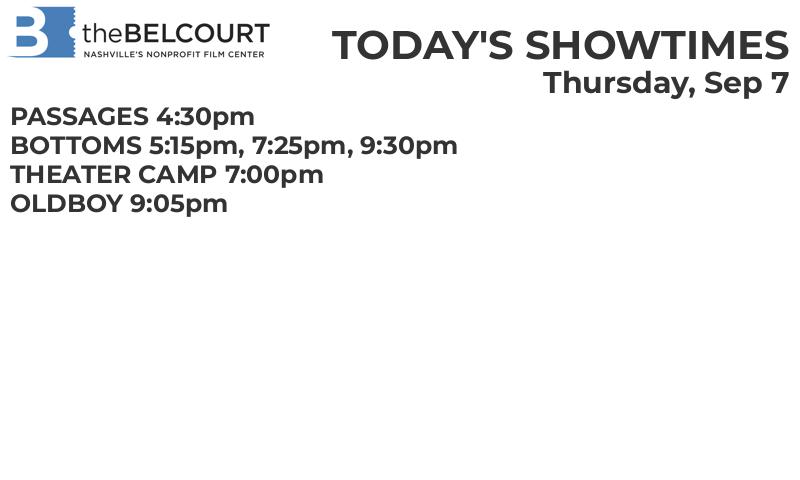 B theBELCOURT
NASHVILLE'S NONPROFIT FILM CENTER
TODAY'S SHOWTIMES
Thursday, Sep 7
PASSAGES 4:30pm
BOTTOMS 5:15pm, 7:25pm, 9:30pm
THEATER CAMP 7:00pm
OLDBOY 9:05pm